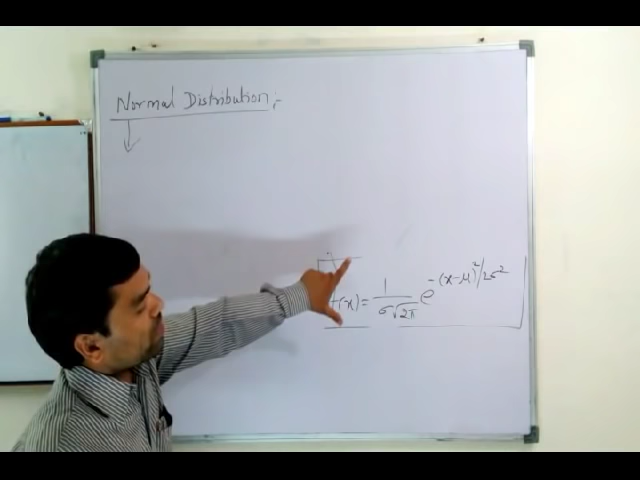 Normal Distribution :-
f(x) = 1/σ√2π e^-(x-μ)²/2σ²